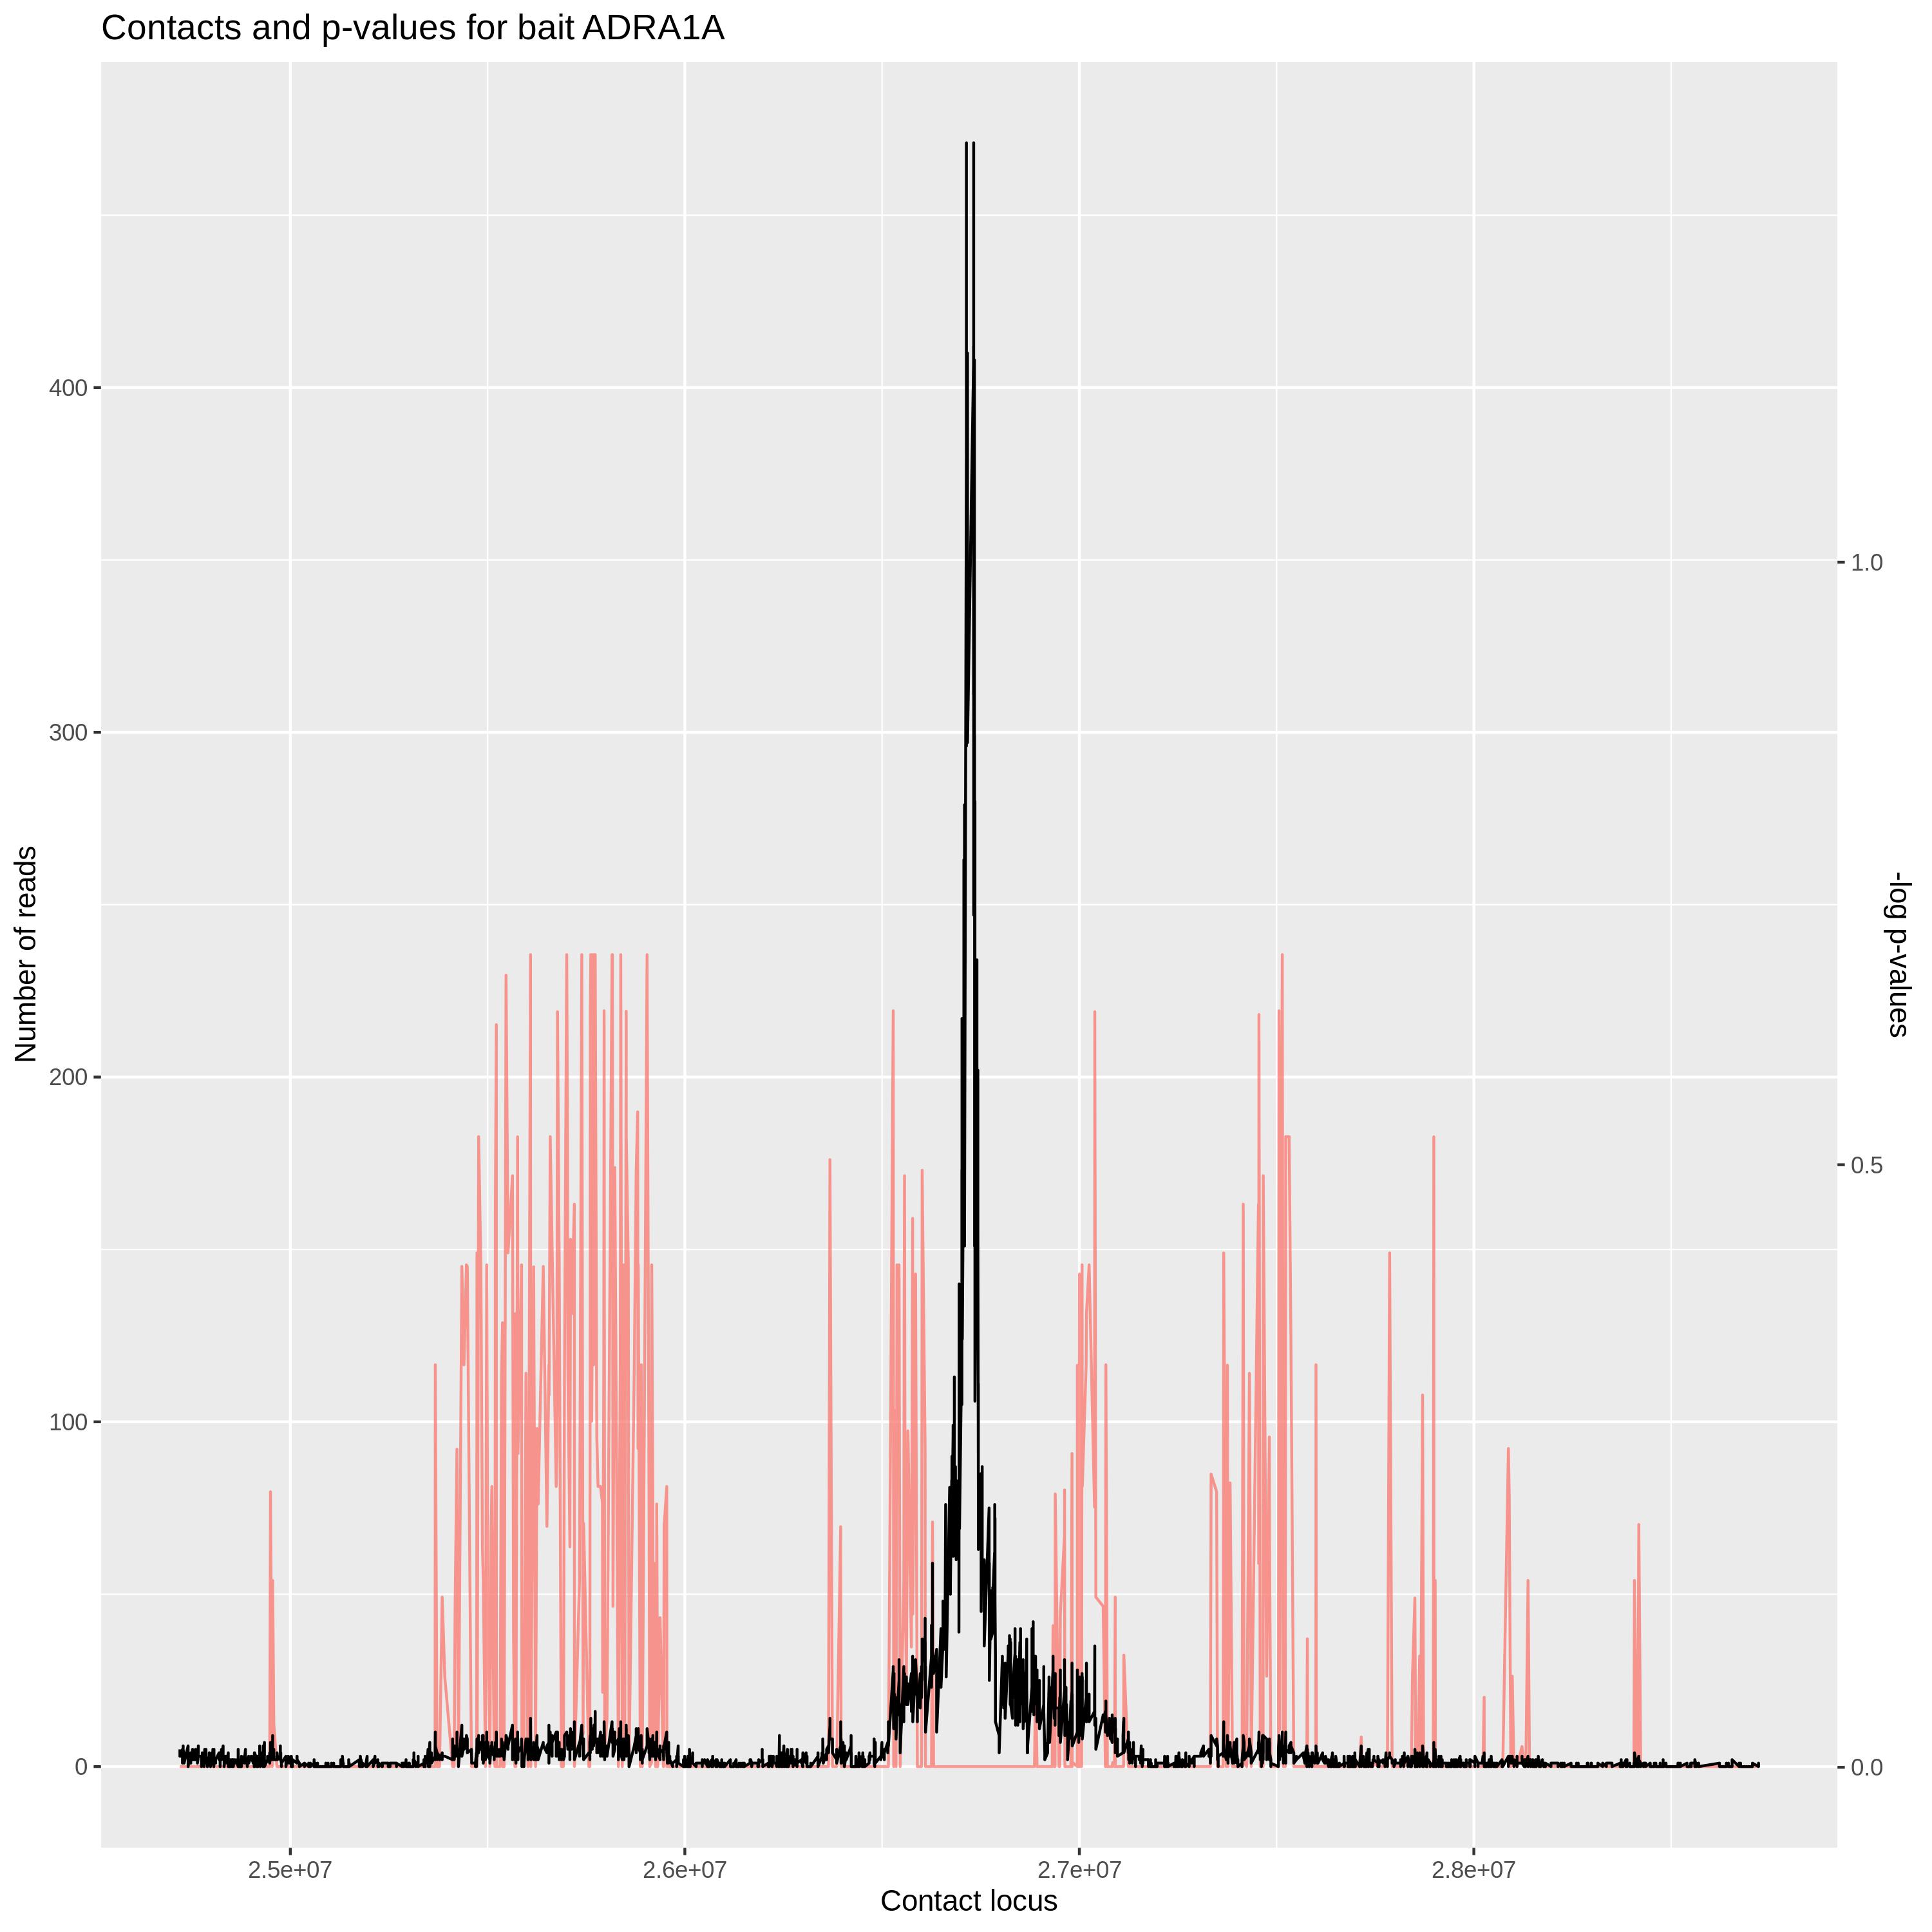 Contacts and p-values for bait ADRA1A
Number of reads
400
300
200
100
0
1.0
0.5
0.0
-log p-values
2.5e+07
2.6e+07
2.7e+07
2.8e+07
Contact locus